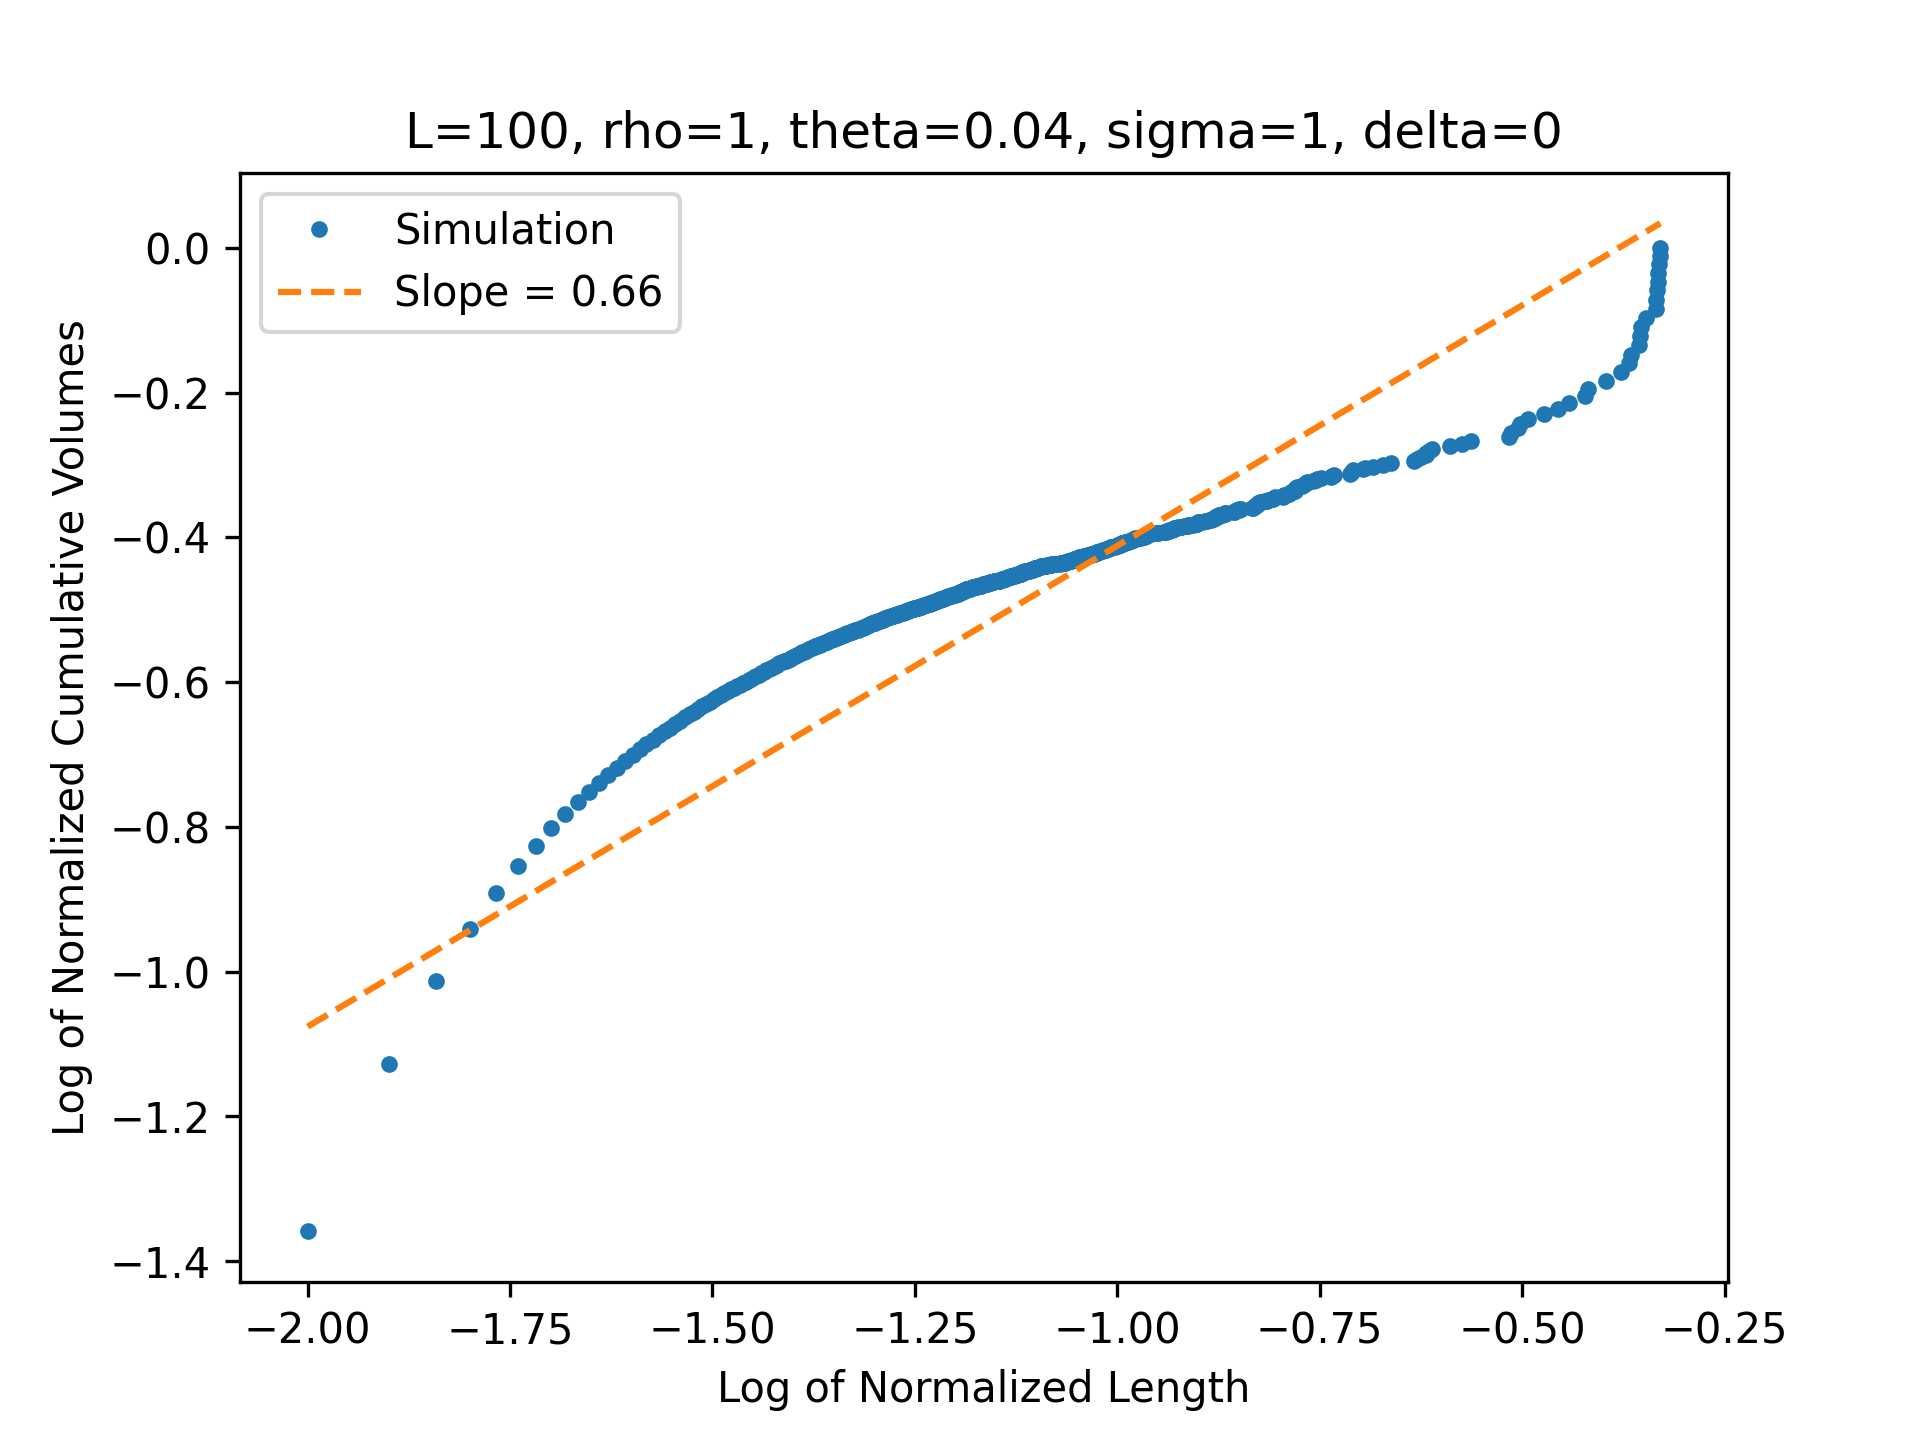 L=100, rho=1, theta=0.04, sigma=1, delta=0
Simulation
Slope = 0.66
Log of Normalized Cumulative Volumes
0.0
−0.2
−0.4
−0.6
−0.8
−1.0
−1.2
−1.4
−2.00 −1.75 −1.50 −1.25 −1.00 −0.75 −0.50 −0.25
Log of Normalized Length